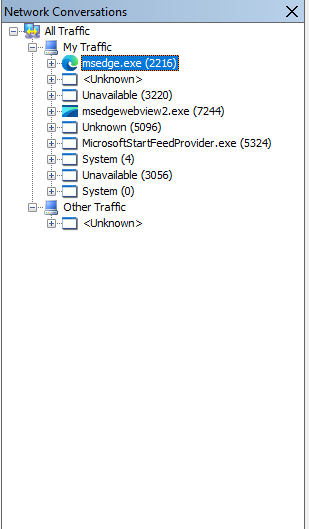 Network Conversations
All Traffic
My Traffic
msedge.exe (2216)
<Unknown>
Unavailable (3220)
msedgewebview2.exe (7244)
Unknown (5096)
MicrosoftStartFeedProvider.exe (5324)
System (4)
Unavailable (3056)
System (0)
Other Traffic
<Unknown>